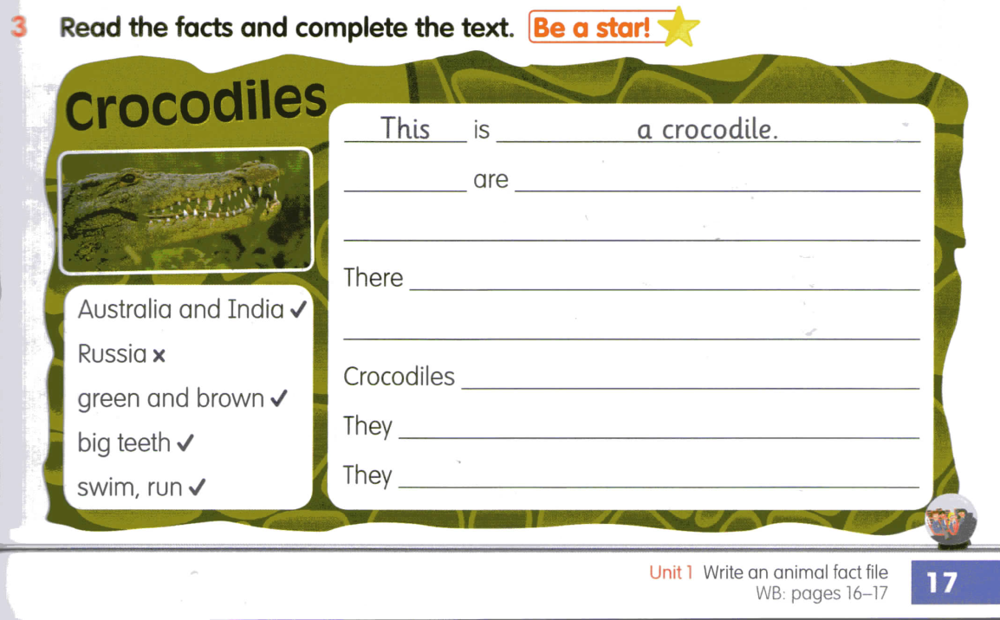 3 Read the facts and complete the text. Be a star!
Crocodiles
This is a crocodile.
are
There
Crocodiles
They
They
Australia and India ✓
Russia x
green and brown ✓
big teeth ✓
swim, run ✓
Unit 1 Write an animal fact file
WB: pages 16–17
17